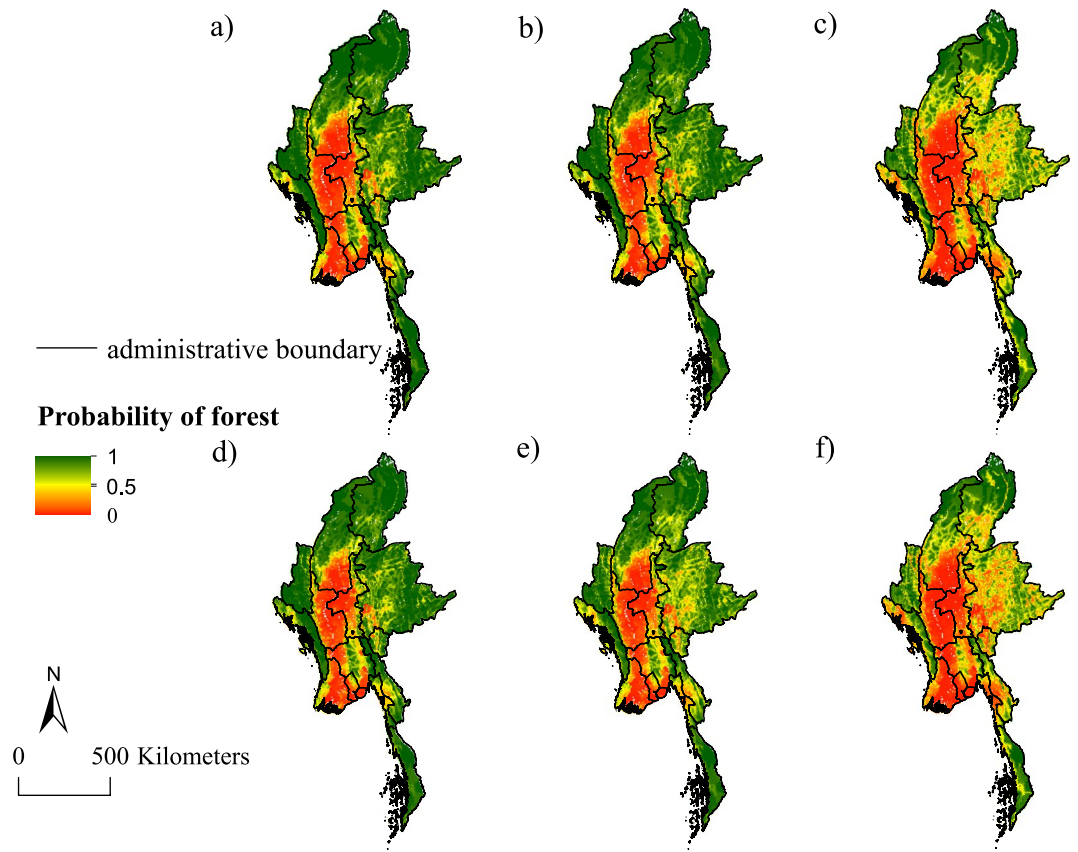 a)
b)
c)
administrative boundary
Probability of forest
1
0.5
0
d)
e)
f)
N
0 500 Kilometers